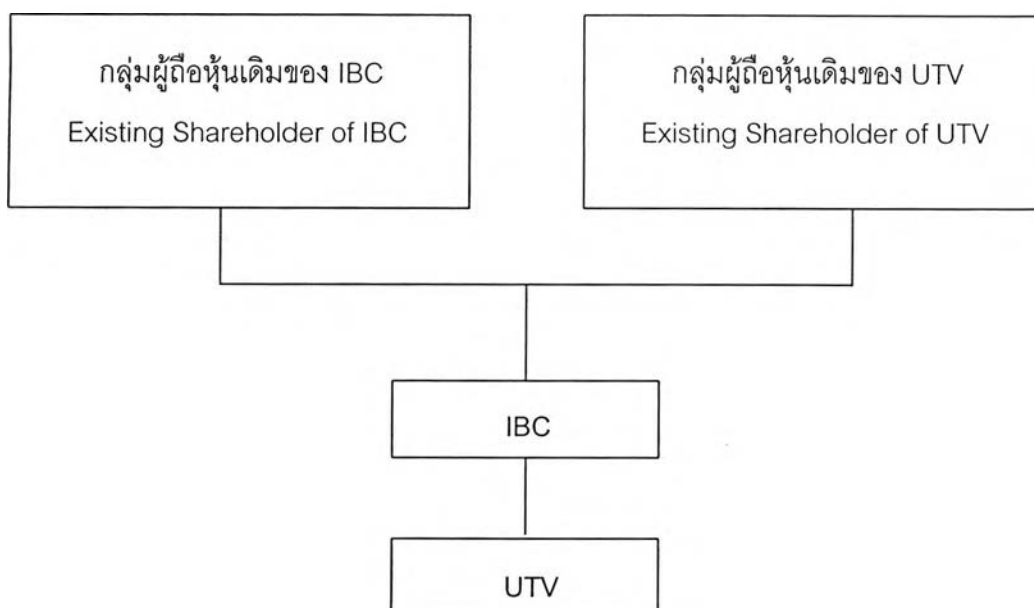 กลุ่มผู้ถือหุ้นเดิมของ IBC
Existing Shareholder of IBC
กลุ่มผู้ถือหุ้นเดิมของ UTV
Existing Shareholder of UTV
IBC
UTV